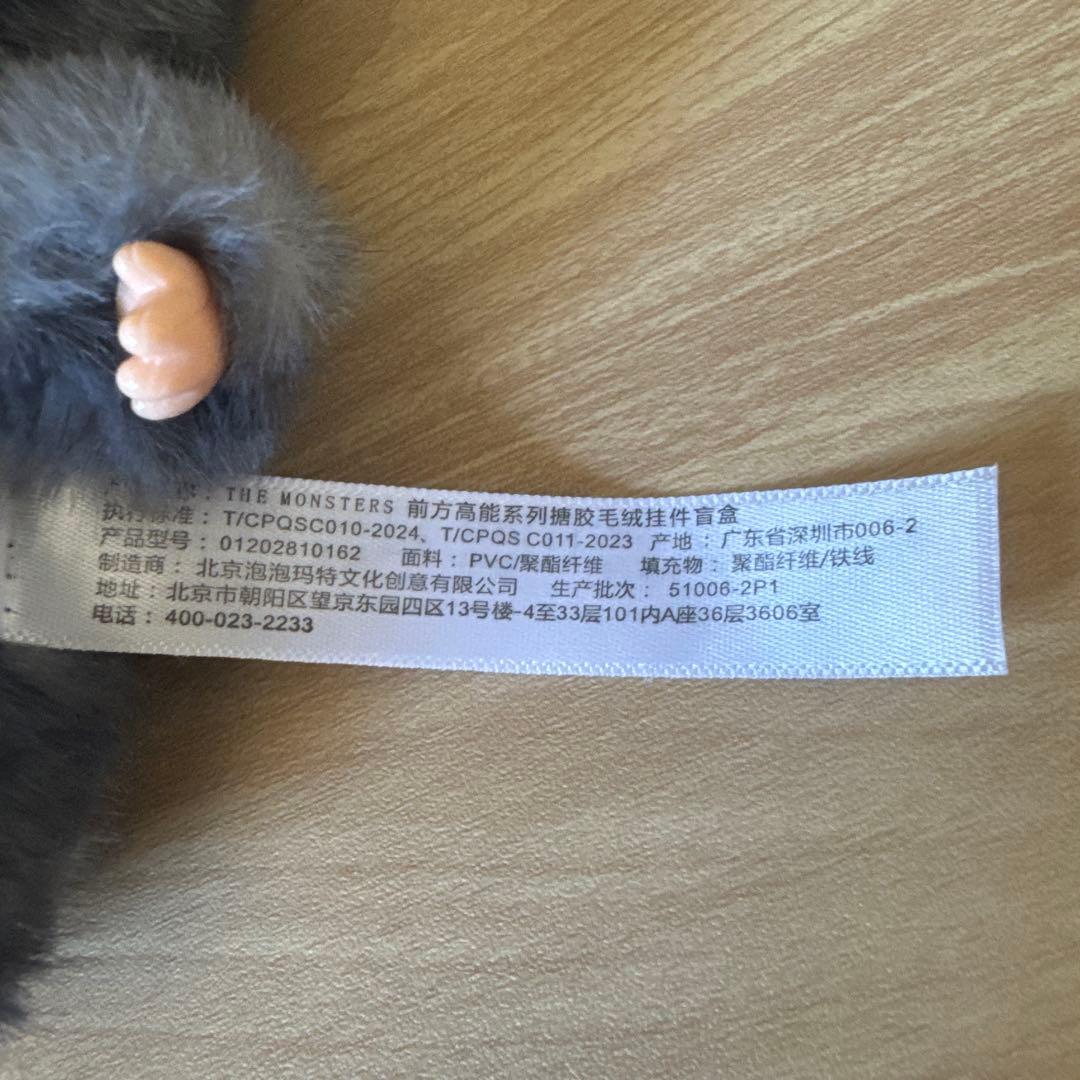 THE MONSTERS 前方高能系列搪胶毛绒挂件盲盒
执行标准：T/CPQSC010-2024、T/CPQS C011-2023 产地：广东省深圳市006-2
产品型号：01202810162 面料：PVC/聚酯纤维 填充物：聚酯纤维/铁线
制造商：北京泡泡玛特文化创意有限公司 生产批次：51006-2P1
地址：北京市朝阳区望京东园四区13号楼-4至33层101内A座36层3606室
电话：400-023-2233